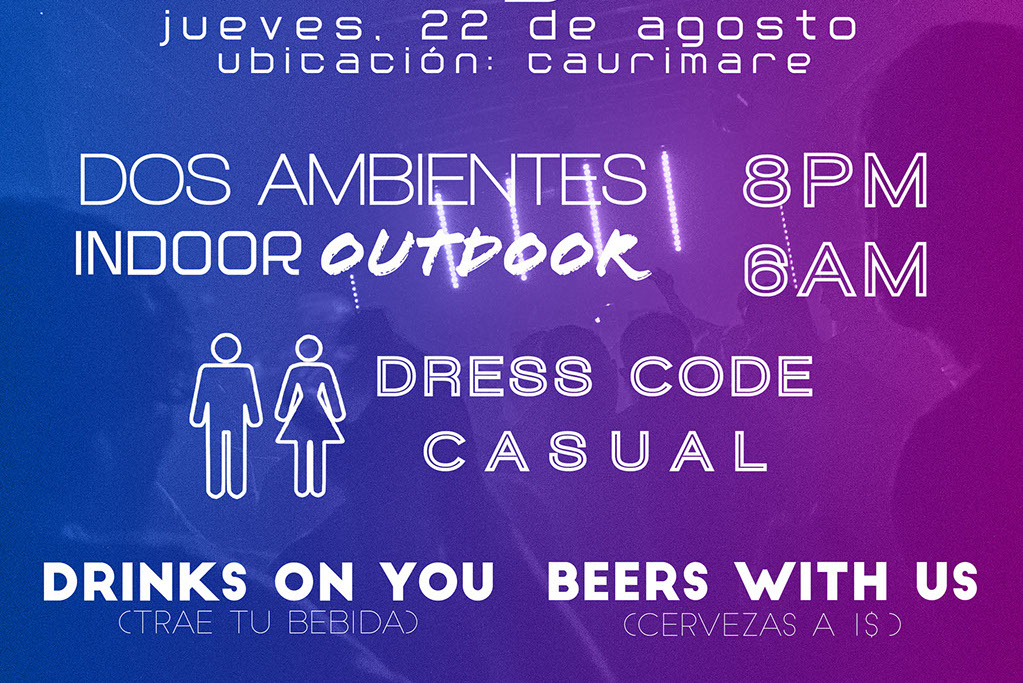 jueves, 22 de agosto
ubicación: caurimare
DOS AMBIENTES
INDOOR OUTDOOR
8PM
6AM
DRESS CODE
CASUAL
DRINKS ON YOU
(TRAE TU BEBIDA)
BEERS WITH US
(CERVEZAS A 1$)